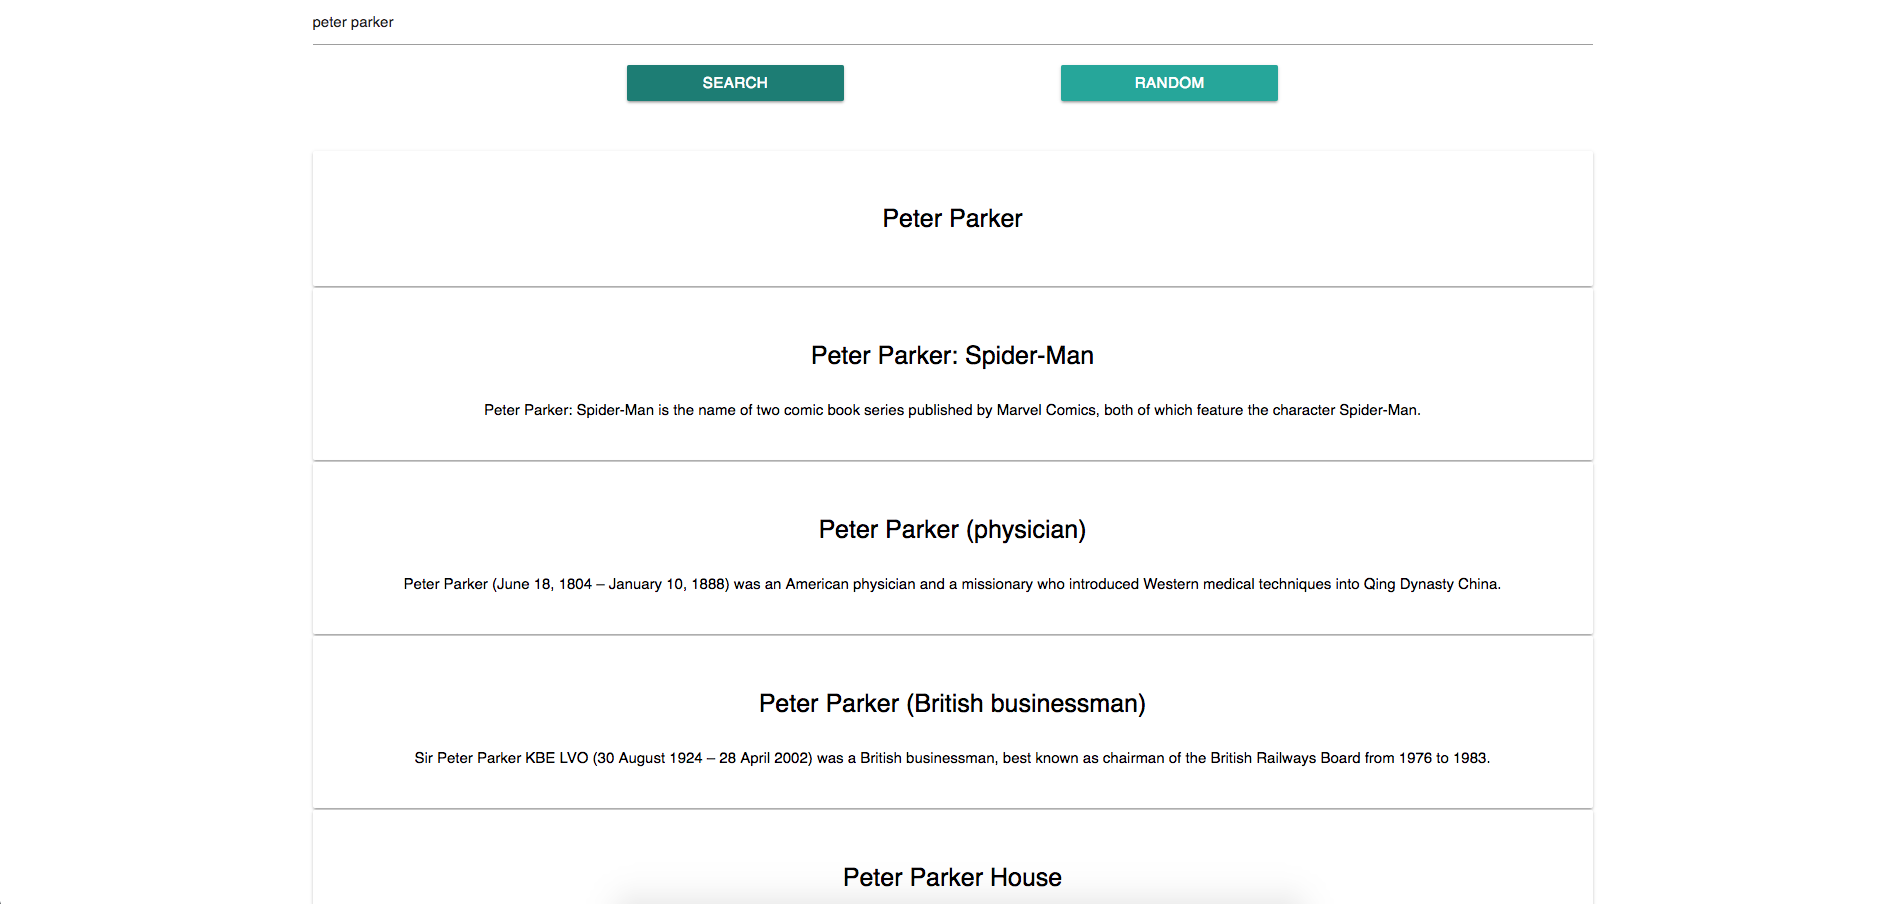 peter parker
SEARCH
RANDOM
Peter Parker
Peter Parker: Spider-Man
Peter Parker: Spider-Man is the name of two comic book series published by Marvel Comics, both of which feature the character Spider-Man.
Peter Parker (physician)
Peter Parker (June 18, 1804 – January 10, 1888) was an American physician and a missionary who introduced Western medical techniques into Qing Dynasty China.
Peter Parker (British businessman)
Sir Peter Parker KBE LVO (30 August 1924 – 28 April 2002) was a British businessman, best known as chairman of the British Railways Board from 1976 to 1983.
Peter Parker House